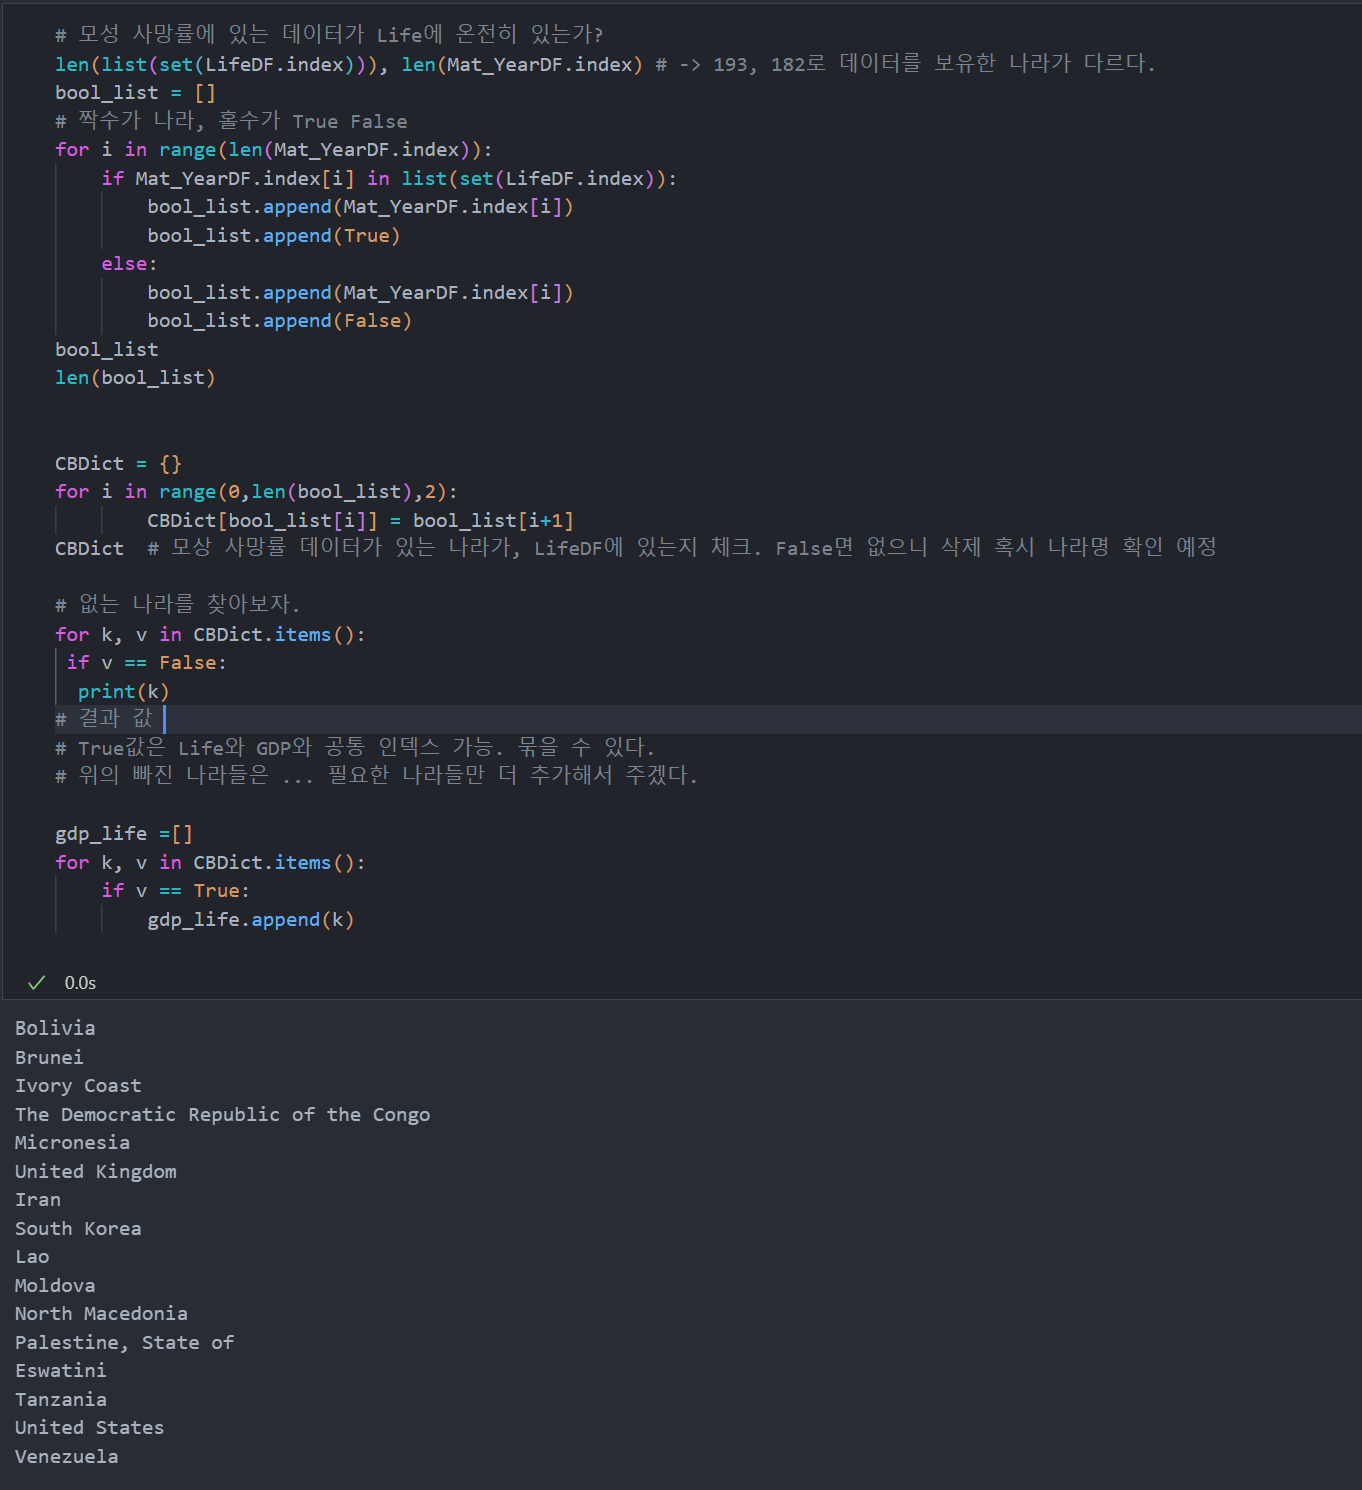 # 모성 사망률에 있는 데이터가 Life에 온전히 있는가?
len(list(set(LifeDF.index))), len(Mat_YearDF.index) # -> 193, 182로 데이터를 보유한 나라가 다르다.
bool_list = []
# 짝수가 나라, 홀수가 True False
for i in range(len(Mat_YearDF.index)):
    if Mat_YearDF.index[i] in list(set(LifeDF.index)):
        bool_list.append(Mat_YearDF.index[i])
        bool_list.append(True)
    else:
        bool_list.append(Mat_YearDF.index[i])
        bool_list.append(False)
bool_list
len(bool_list)
CBDict = {}
for i in range(0,len(bool_list),2):
        CBDict[bool_list[i]] = bool_list[i+1]
CBDict  # 모상 사망률 데이터가 있는 나라가, LifeDF에 있는지 체크. False면 없으니 삭제 혹시 나라명 확인 예정
# 없는 나라를 찾아보자.
for k, v in CBDict.items():
 if v == False:
  print(k)
# 결과 값
# True값은 Life와 GDP와 공통 인덱스 가능. 묶을 수 있다.
# 위의 빠진 나라들은 ... 필요한 나라들만 더 추가해서 주겠다.
gdp_life =[]
for k, v in CBDict.items():
    if v == True:
        gdp_life.append(k)
0.0s
Bolivia
Brunei
Ivory Coast
The Democratic Republic of the Congo
Micronesia
United Kingdom
Iran
South Korea
Lao
Moldova
North Macedonia
Palestine, State of
Eswatini
Tanzania
United States
Venezuela